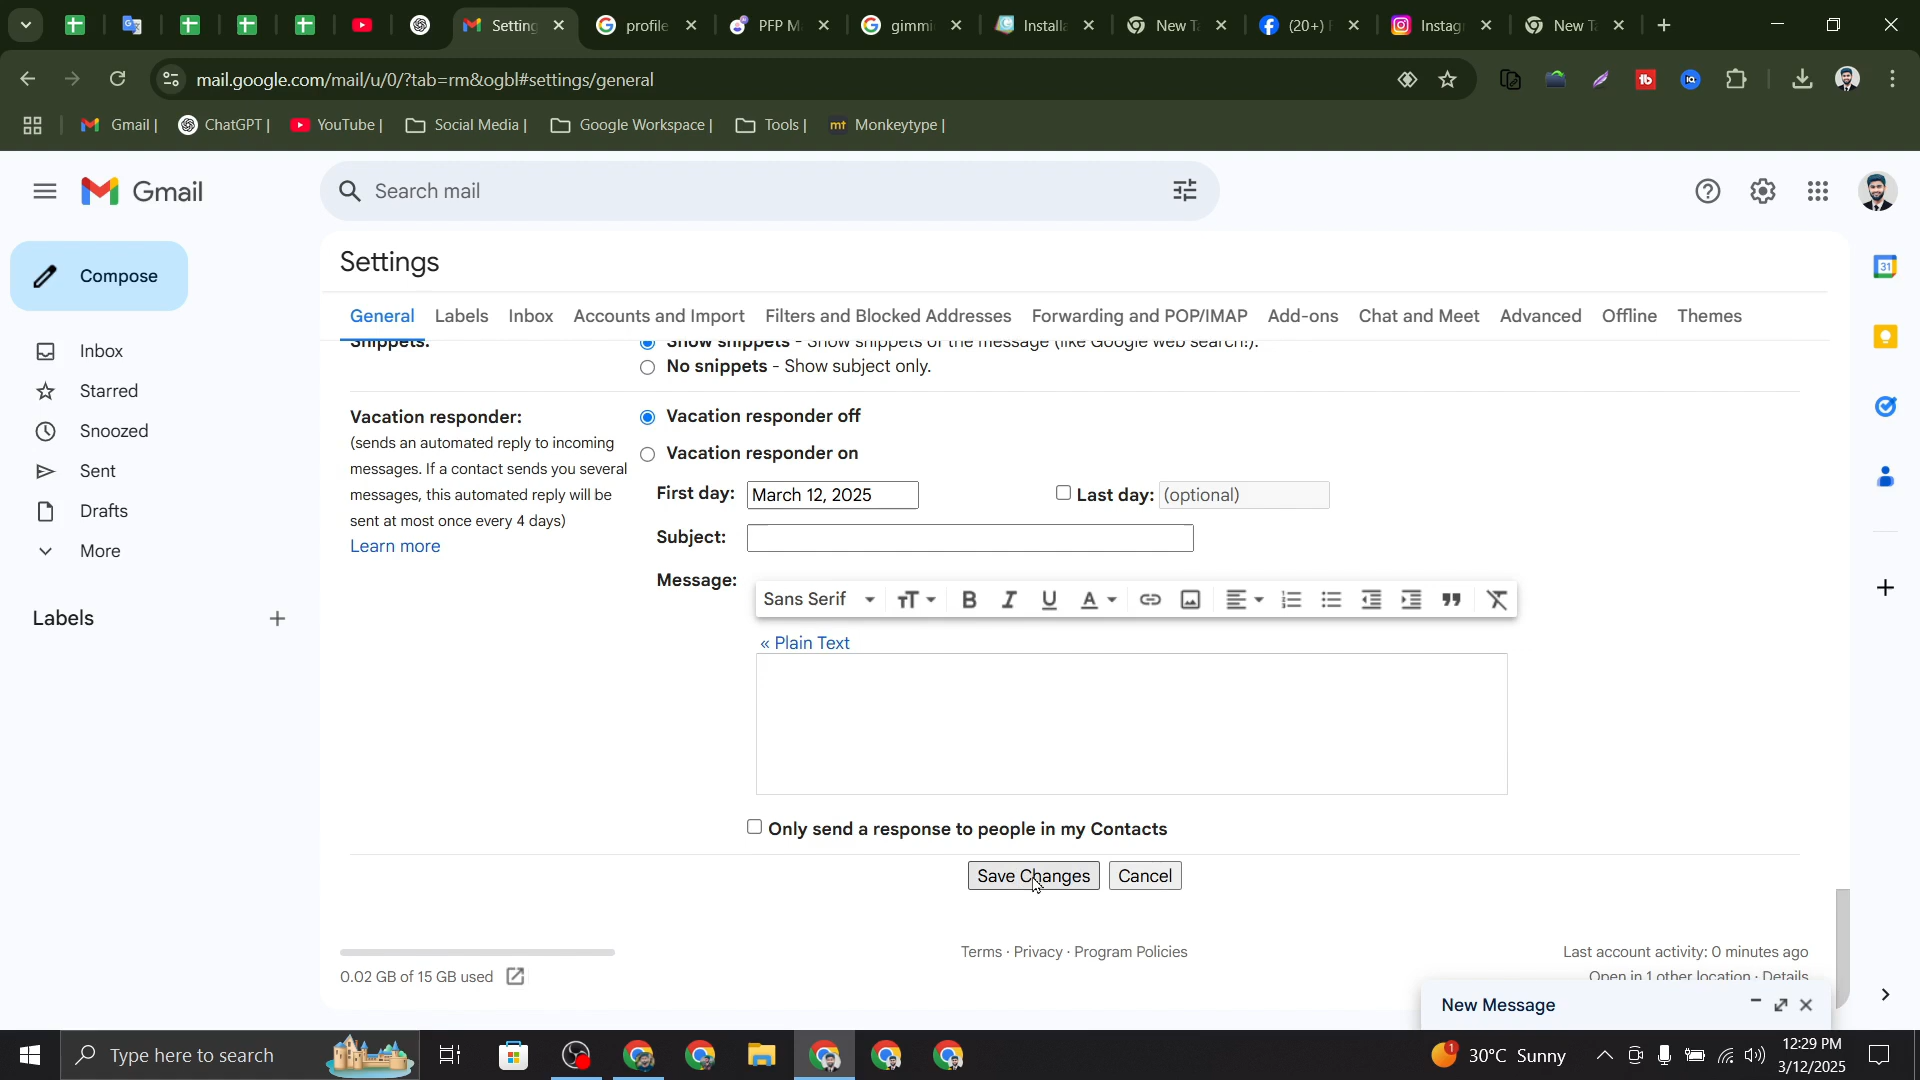 Setting
profile
PFP M
gimmi
Installa
New Ta
(20+) F
Instag
New Ta
mail.google.com/mail/u/0/?tab=rm&ogbl#settings/general
Gmail |
ChatGPT |
YouTube |
Social Media |
Google Workspace |
Tools |
mt Monkeytype |
Gmail
Search mail
Compose
Inbox
Starred
Snoozed
Sent
Drafts
More
Labels
Settings
General Labels Inbox Accounts and Import Filters and Blocked Addresses Forwarding and POP/IMAP Add-ons Chat and Meet Advanced Offline Themes
Snippets: Show snippets - Show snippets of the message (like Google web search!).
No snippets - Show subject only.
Vacation responder:
(sends an automated reply to incoming
messages. If a contact sends you several
messages, this automated reply will be
sent at most once every 4 days)
Learn more
Vacation responder off
Vacation responder on
First day: March 12, 2025 Last day: (optional)
Subject:
Message:
Sans Serif
« Plain Text
Only send a response to people in my Contacts
Save Changes Cancel
0.02 GB of 15 GB used
Terms · Privacy · Program Policies
Last account activity: 0 minutes ago
Open in 1 other location · Details
New Message
31
Type here to search
1
30°C Sunny
12:29 PM
3/12/2025